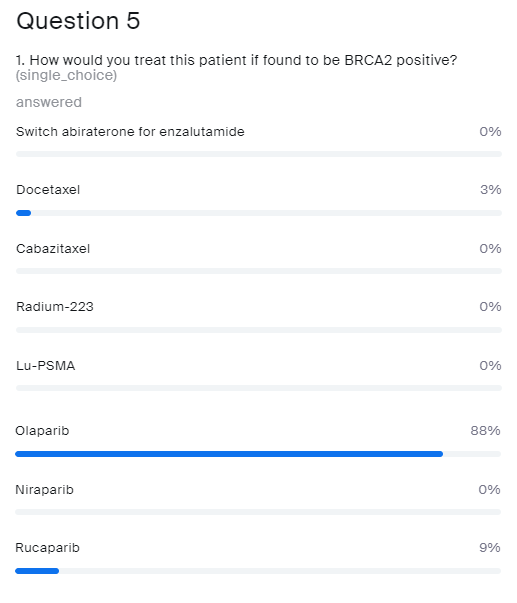 Question 5
1. How would you treat this patient if found to be BRCA2 positive?
(single_choice)
answered
Switch abiraterone for enzalutamide 0%
Docetaxel 3%
Cabazitaxel 0%
Radium-223 0%
Lu-PSMA 0%
Olaparib 88%
Niraparib 0%
Rucaparib 9%